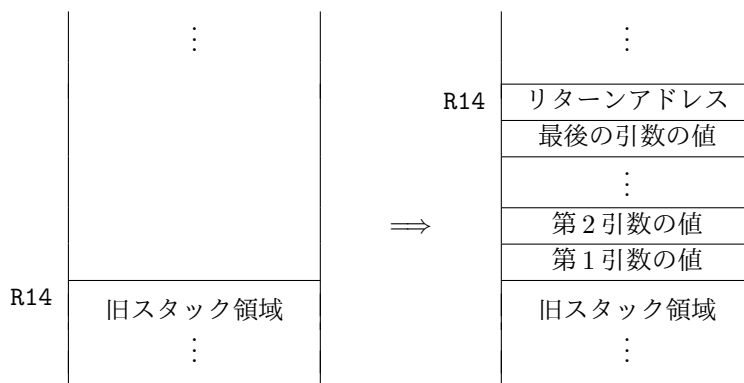 ⋮
R14
旧スタック領域
⋮
⟹
⋮
R14
リターンアドレス
最後の引数の値
⋮
第2引数の値
第1引数の値
旧スタック領域
⋮